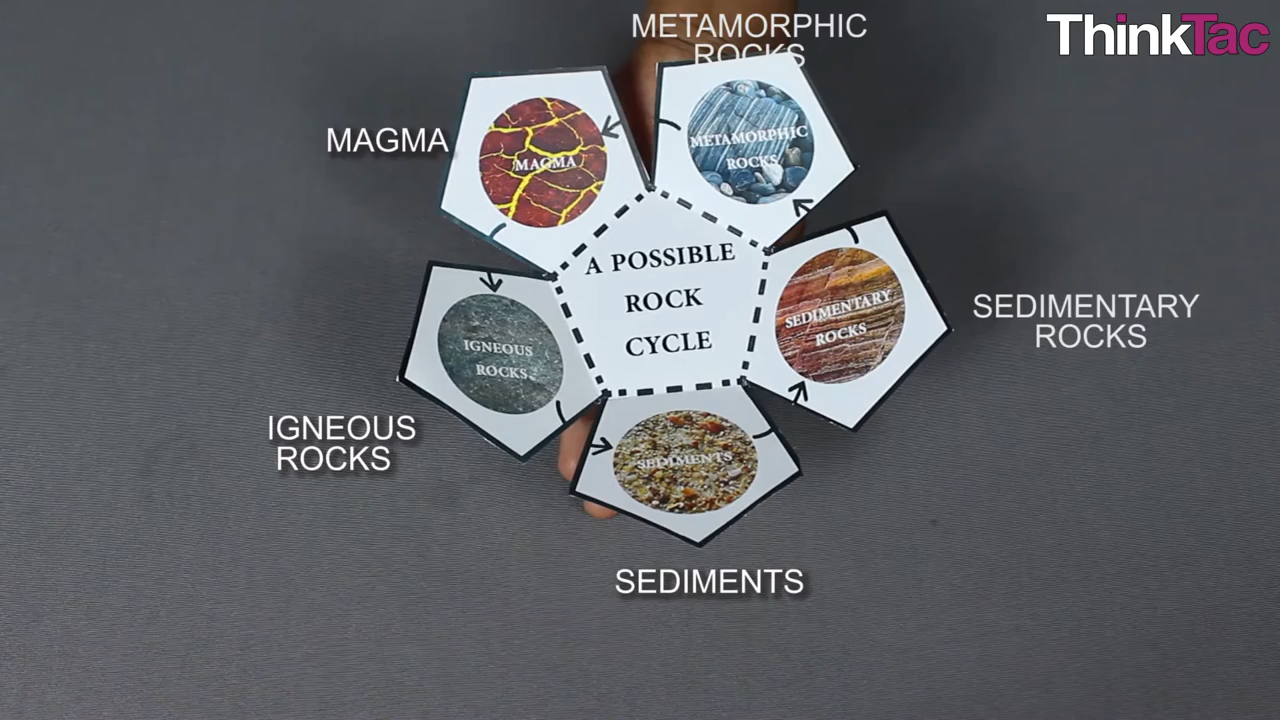 METAMORPHIC
ROCKS
ThinkTac
MAGMA
MAGMA
METAMORPHIC
ROCKS
A POSSIBLE
ROCK
CYCLE
SEDIMENTARY
ROCKS
SEDIMENTARY
ROCKS
IGNEOUS
ROCKS
IGNEOUS
ROCKS
SEDIMENTS
SEDIMENTS